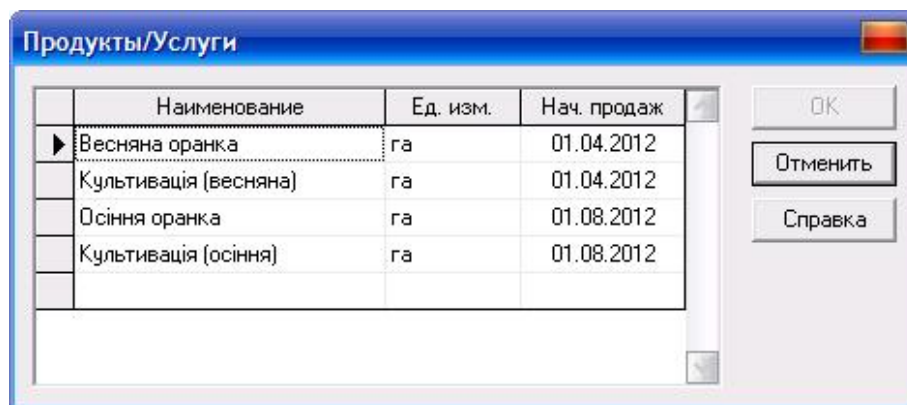 Продукты/Услуги
Наименование Ед. изм. Нач. продаж
Весняна оранка га 01.04.2012
Культивація (весняна) га 01.04.2012
Осіння оранка га 01.08.2012
Культивація (осіння) га 01.08.2012
OK
Отменить
Справка